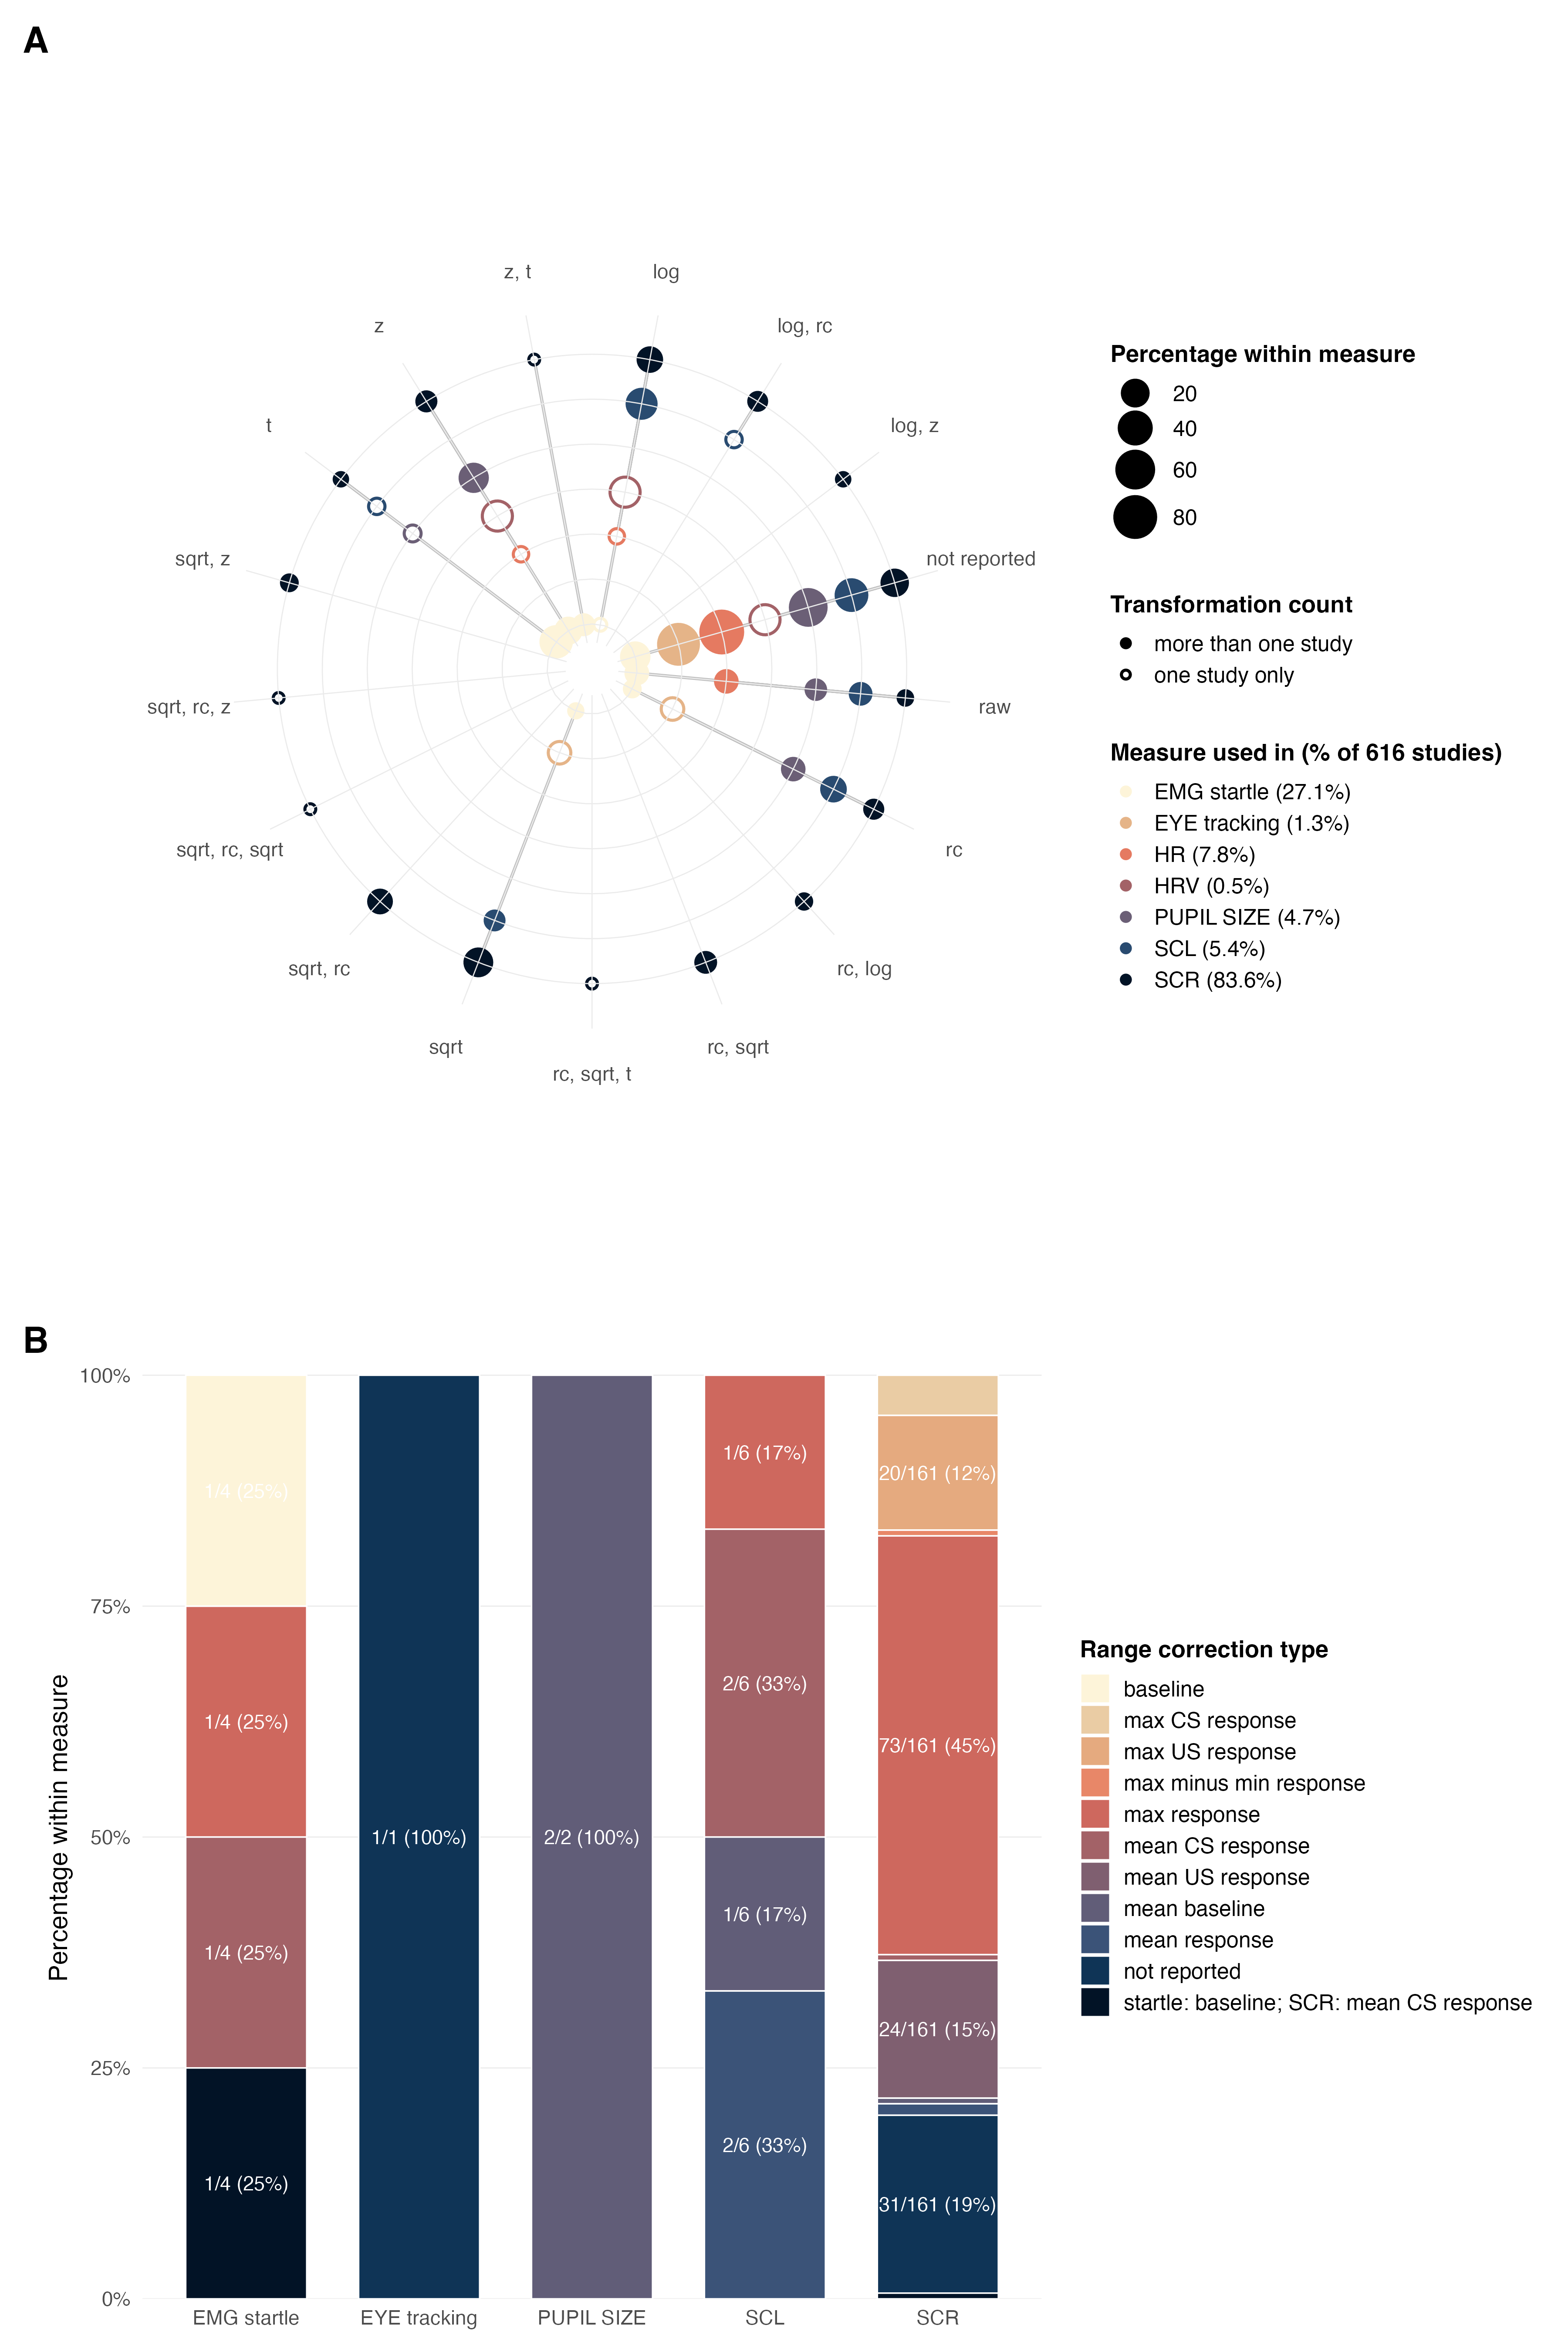 A
z, t
log
z
log, rc
t
log, z
sqrt, z
not reported
sqrt, rc, z
raw
sqrt, rc, sqrt
rc
sqrt, rc
rc, log
sqrt
rc, sqrt
rc, sqrt, t
Percentage within measure
20
40
60
80
Transformation count
more than one study
one study only
Measure used in (% of 616 studies)
EMG startle (27.1%)
EYE tracking (1.3%)
HR (7.8%)
HRV (0.5%)
PUPIL SIZE (4.7%)
SCL (5.4%)
SCR (83.6%)
B
Percentage within measure
100%
75%
50%
25%
0%
1/4 (25%)
1/4 (25%)
1/4 (25%)
1/4 (25%)
1/1 (100%)
2/2 (100%)
1/6 (17%)
2/6 (33%)
1/6 (17%)
2/6 (33%)
20/161 (12%)
73/161 (45%)
24/161 (15%)
31/161 (19%)
EMG startle
EYE tracking
PUPIL SIZE
SCL
SCR
Range correction type
baseline
max CS response
max US response
max minus min response
max response
mean CS response
mean US response
mean baseline
mean response
not reported
startle: baseline; SCR: mean CS response